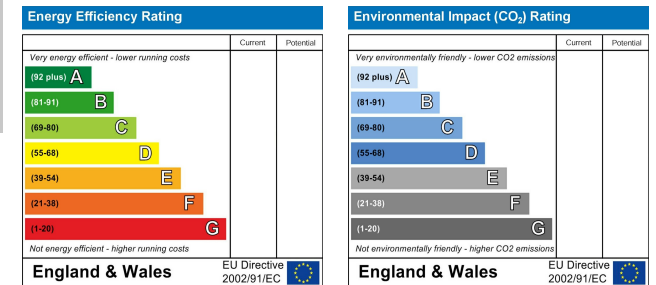 Energy Efficiency Rating
Current Potential
Very energy efficient - lower running costs
(92 plus) A
(81-91) B
(69-80) C
(55-68) D
(39-54) E
(21-38) F
(1-20) G
Not energy efficient - higher running costs
England & Wales
EU Directive
2002/91/EC
Environmental Impact (CO₂) Rating
Current Potential
Very environmentally friendly - lower CO2 emissions
(92 plus) A
(81-91) B
(69-80) C
(55-68) D
(39-54) E
(21-38) F
(1-20) G
Not environmentally friendly - higher CO2 emissions
England & Wales
EU Directive
2002/91/EC